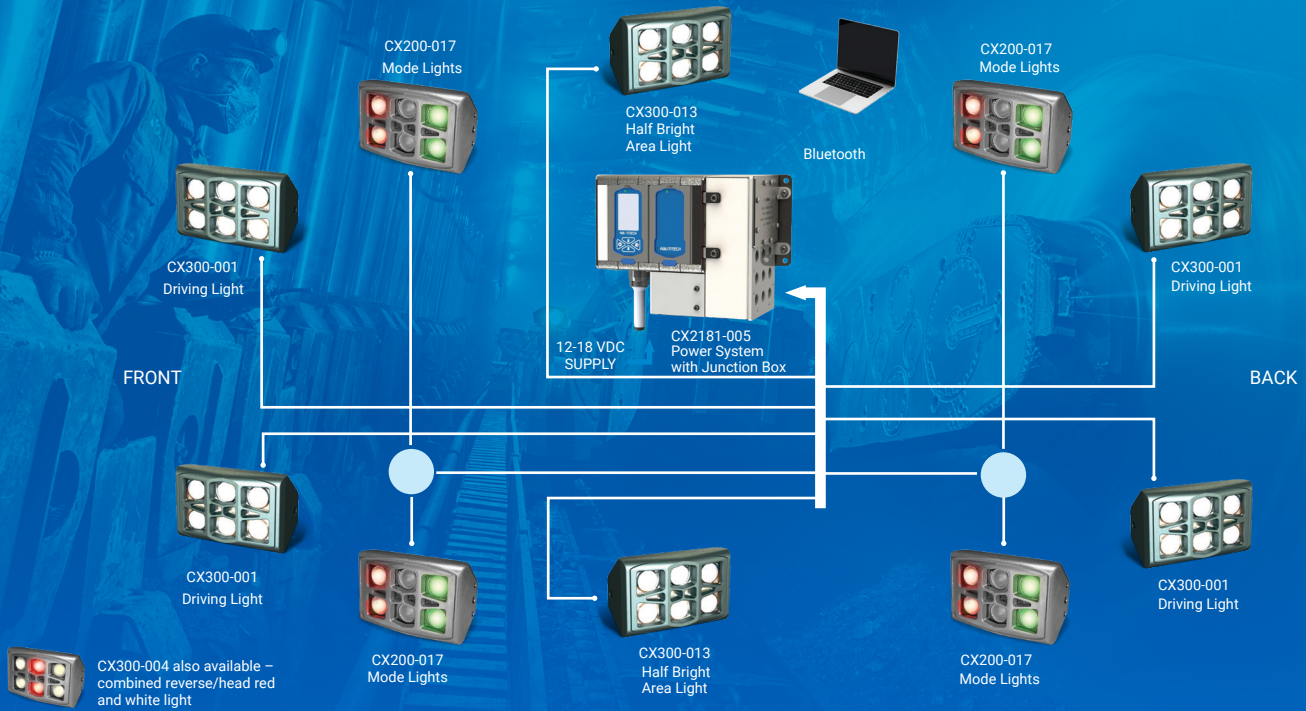 CX200-017
Mode Lights
CX300-013
Half Bright
Area Light
Bluetooth
CX200-017
Mode Lights
CX300-001
Driving Light
CX300-001
Driving Light
12-18 VDC
SUPPLY
CX2181-005
Power System
with Junction Box
FRONT
BACK
CX300-001
Driving Light
CX200-017
Mode Lights
CX300-013
Half Bright
Area Light
CX200-017
Mode Lights
CX300-001
Driving Light
CX300-004 also available –
combined reverse/head red
and white light